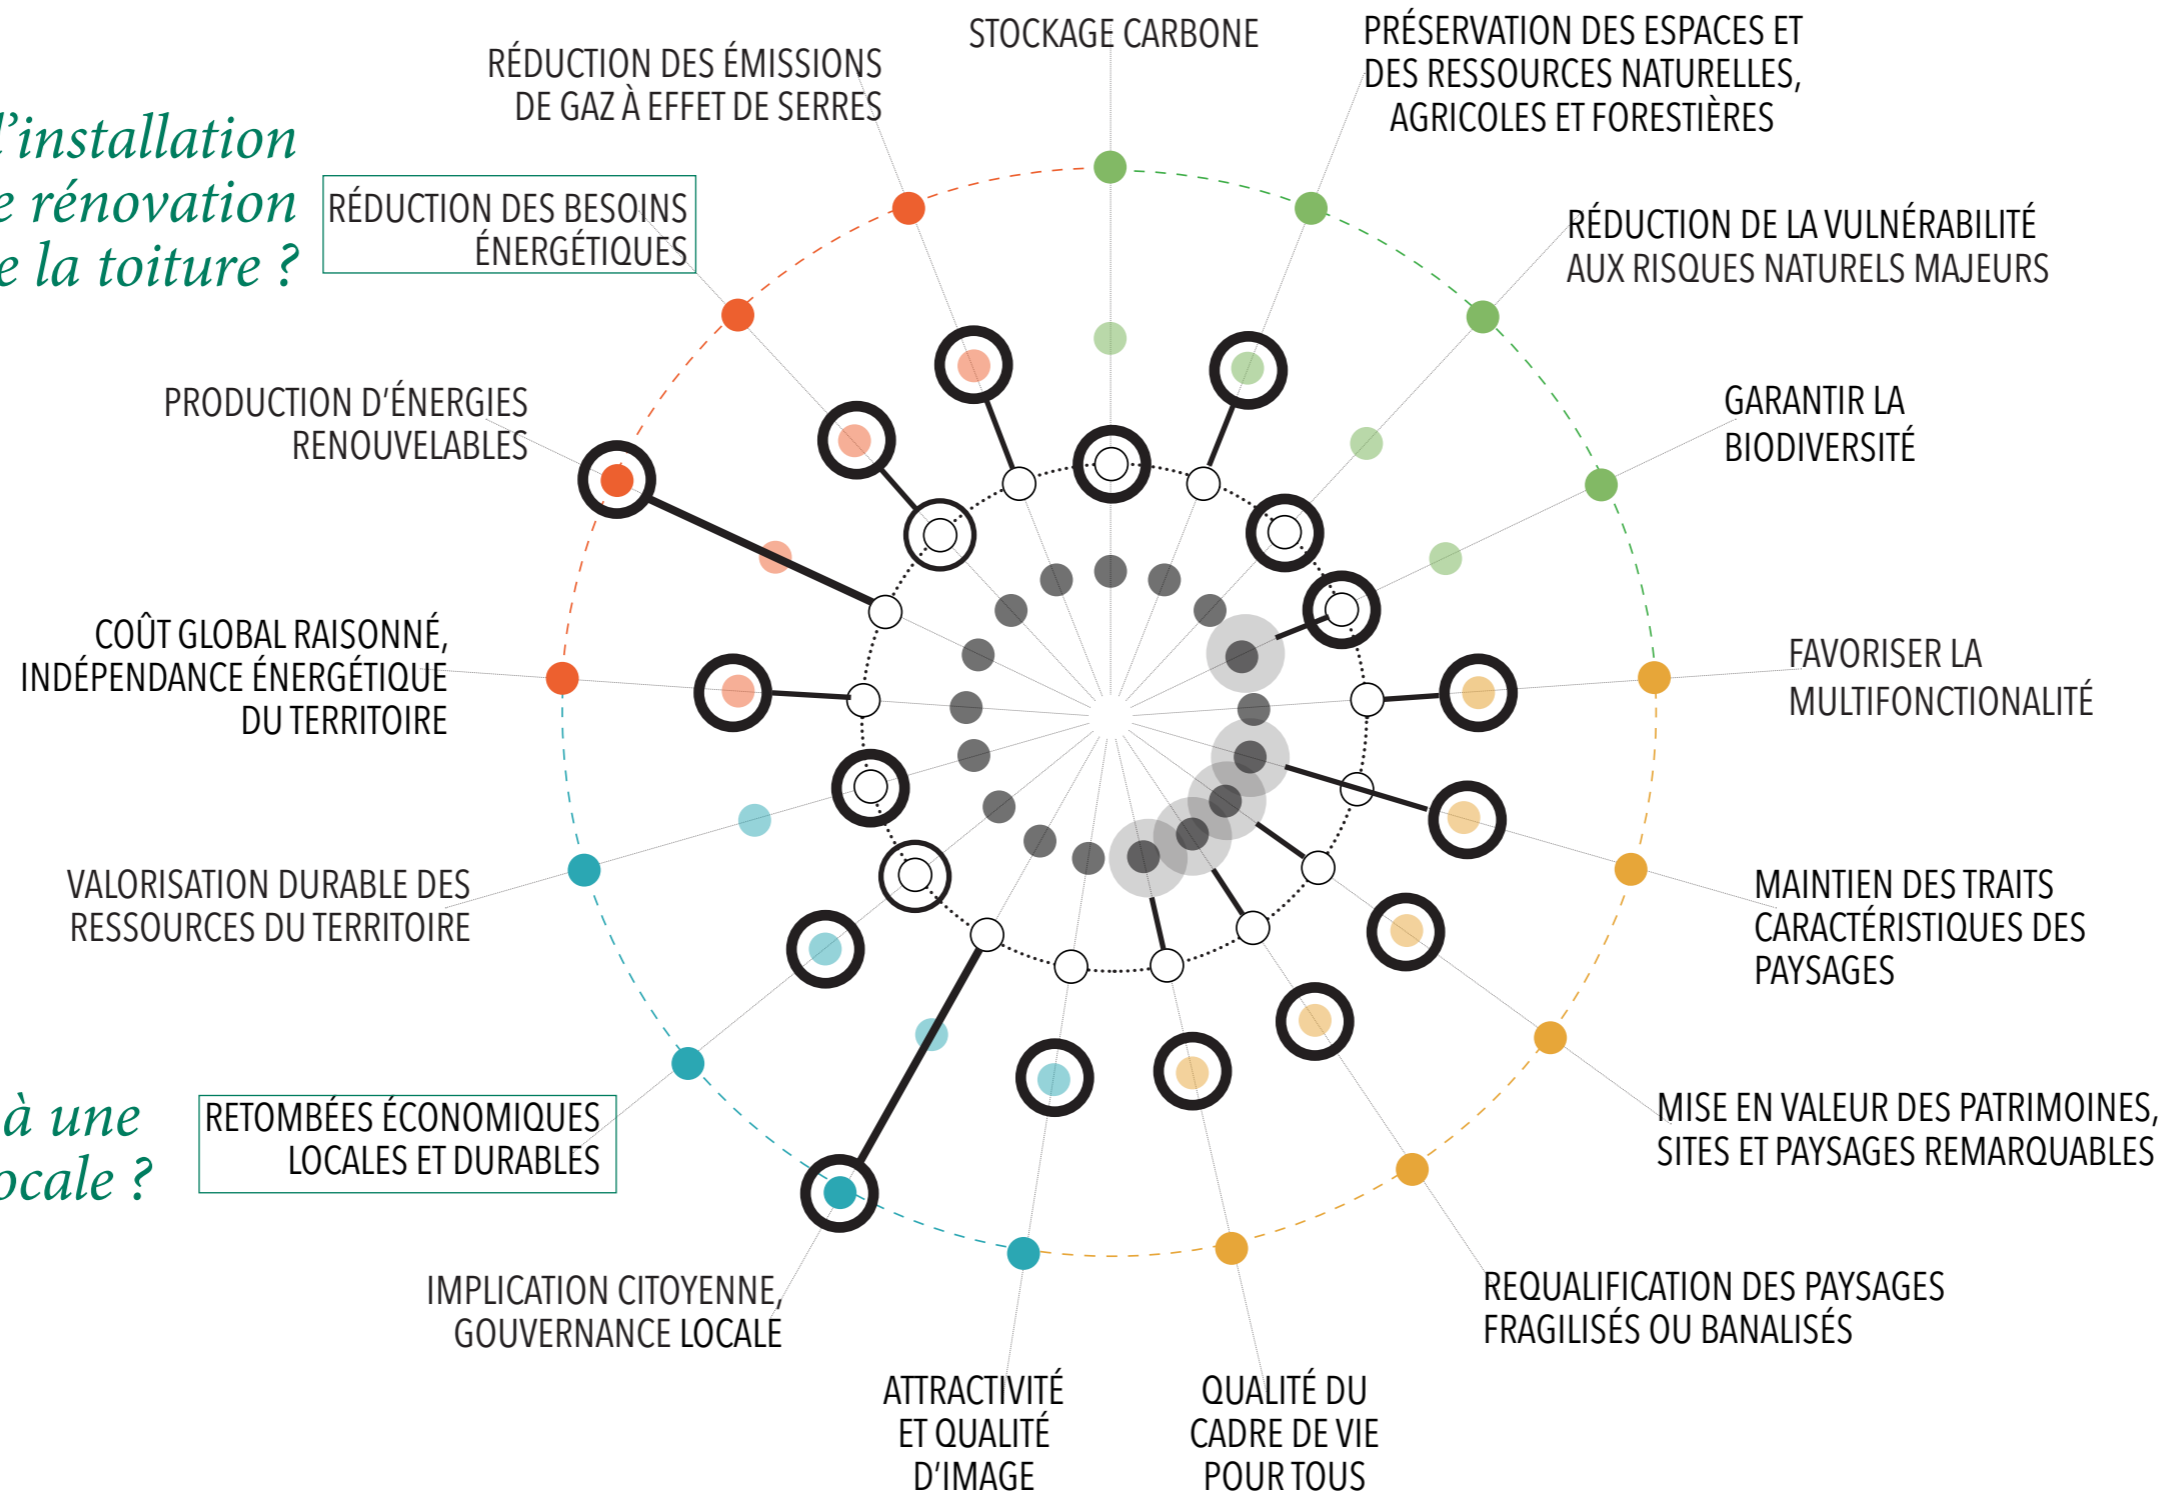 STOCKAGE CARBONE
PRÉSERVATION DES ESPACES ET
DES RESSOURCES NATURELLES,
AGRICOLES ET FORESTIÈRES
RÉDUCTION DES ÉMISSIONS
DE GAZ À EFFET DE SERRES
l’installation
e rénovation
e la toiture ?
RÉDUCTION DES BESOINS
ÉNERGÉTIQUES
RÉDUCTION DE LA VULNÉRABILITÉ
AUX RISQUES NATURELS MAJEURS
PRODUCTION D’ÉNERGIES
RENOUVELABLES
GARANTIR LA
BIODIVERSITÉ
COÛT GLOBAL RAISONNÉ,
INDÉPENDANCE ÉNERGÉTIQUE
DU TERRITOIRE
FAVORISER LA
MULTIFONCTIONALITÉ
VALORISATION DURABLE DES
RESSOURCES DU TERRITOIRE
MAINTIEN DES TRAITS
CARACTÉRISTIQUES DES
PAYSAGES
à une
ocale ?
RETOMBÉES ÉCONOMIQUES
LOCALES ET DURABLES
MISE EN VALEUR DES PATRIMOINES,
SITES ET PAYSAGES REMARQUABLES
IMPLICATION CITOYENNE,
GOUVERNANCE LOCALE
REQUALIFICATION DES PAYSAGES
FRAGILISÉS OU BANALISÉS
ATTRACTIVITÉ
ET QUALITÉ
D’IMAGE
QUALITÉ DU
CADRE DE VIE
POUR TOUS